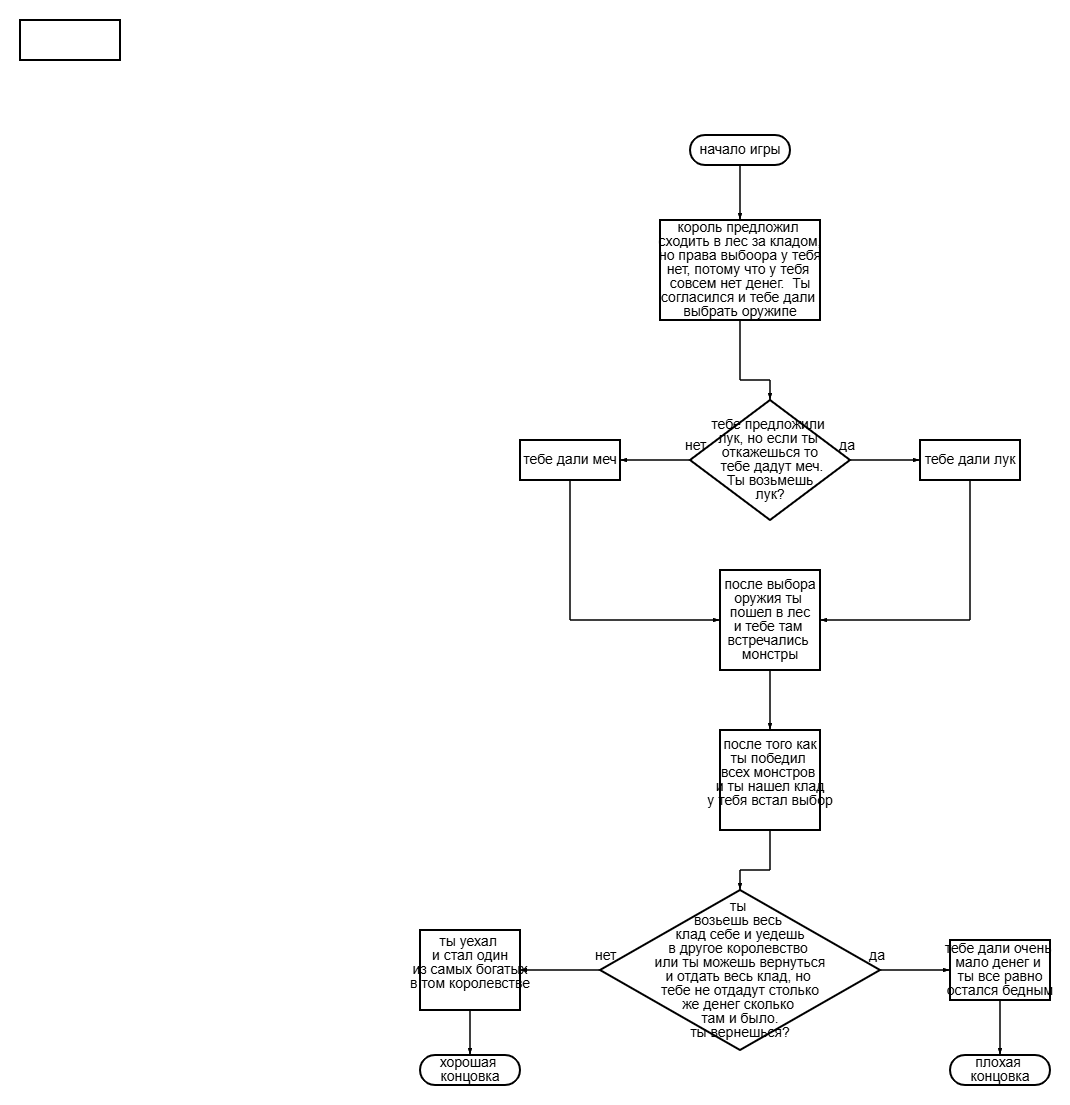 начало игры
король предложил
сходить в лес за кладом,
но права выбоора у тебя
нет, потому что у тебя
совсем нет денег. Ты
согласился и тебе дали
выбрать оружипе
тебе предложили
лук, но если ты
откажешься то
тебе дадут меч.
Ты возьмешь
лук?
нет
да
тебе дали меч
тебе дали лук
после выбора
оружия ты
пошел в лес
и тебе там
встречались
монстры
после того как
ты победил
всех монстров
и ты нашел клад
у тебя встал выбор
ты
возьешь весь
клад себе и уедешь
в другое королевство
или ты можешь вернуться
и отдать весь клад, но
тебе не отдадут столько
же денег сколько
там и было.
ты вернешься?
нет
да
ты уехал
и стал один
из самых богатых
в том королевстве
тебе дали очень
мало денег и
ты все равно
остался бедным
хорошая
концовка
плохая
концовка